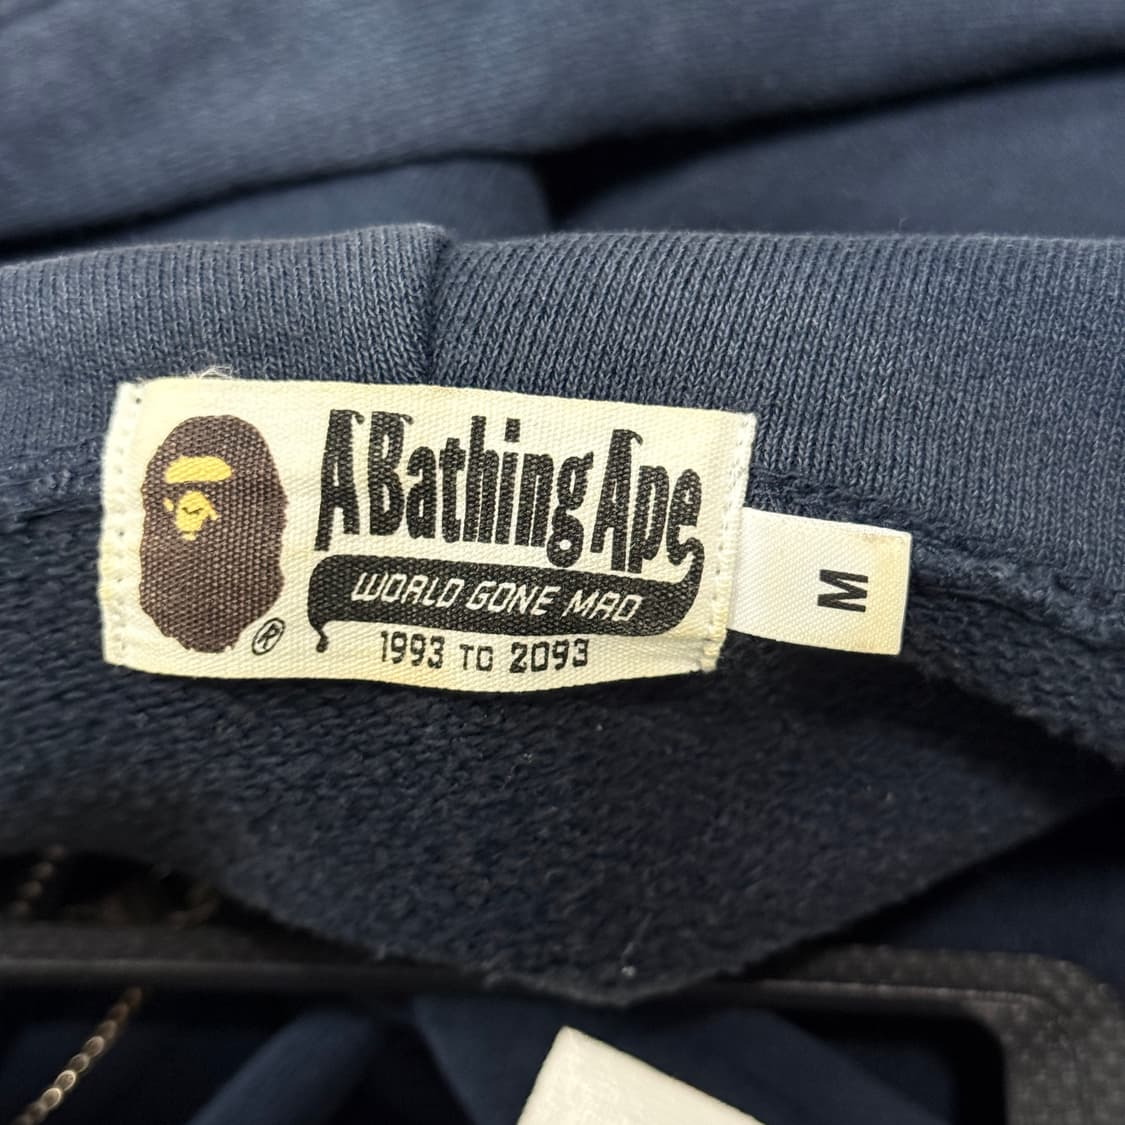 A Bathing Ape
WORLD GONE MAD
®
1993 TO 2093
M